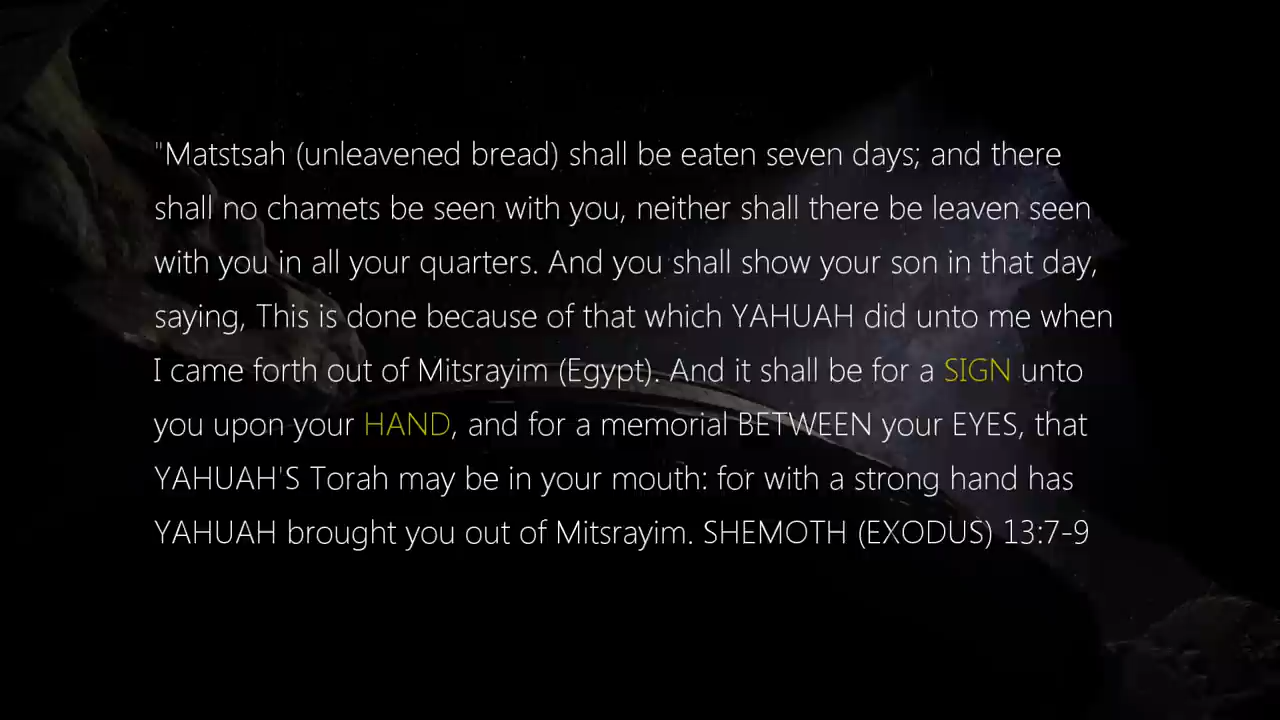 "Matstsah (unleavened bread) shall be eaten seven days; and there
shall no chamets be seen with you, neither shall there be leaven seen
with you in all your quarters. And you shall show your son in that day,
saying, This is done because of that which YAHUAH did unto me when
I came forth out of Mitsrayim (Egypt). And it shall be for a SIGN unto
you upon your HAND, and for a memorial BETWEEN your EYES, that
YAHUAH'S Torah may be in your mouth: for with a strong hand has
YAHUAH brought you out of Mitsrayim. SHEMOTH (EXODUS) 13:7-9